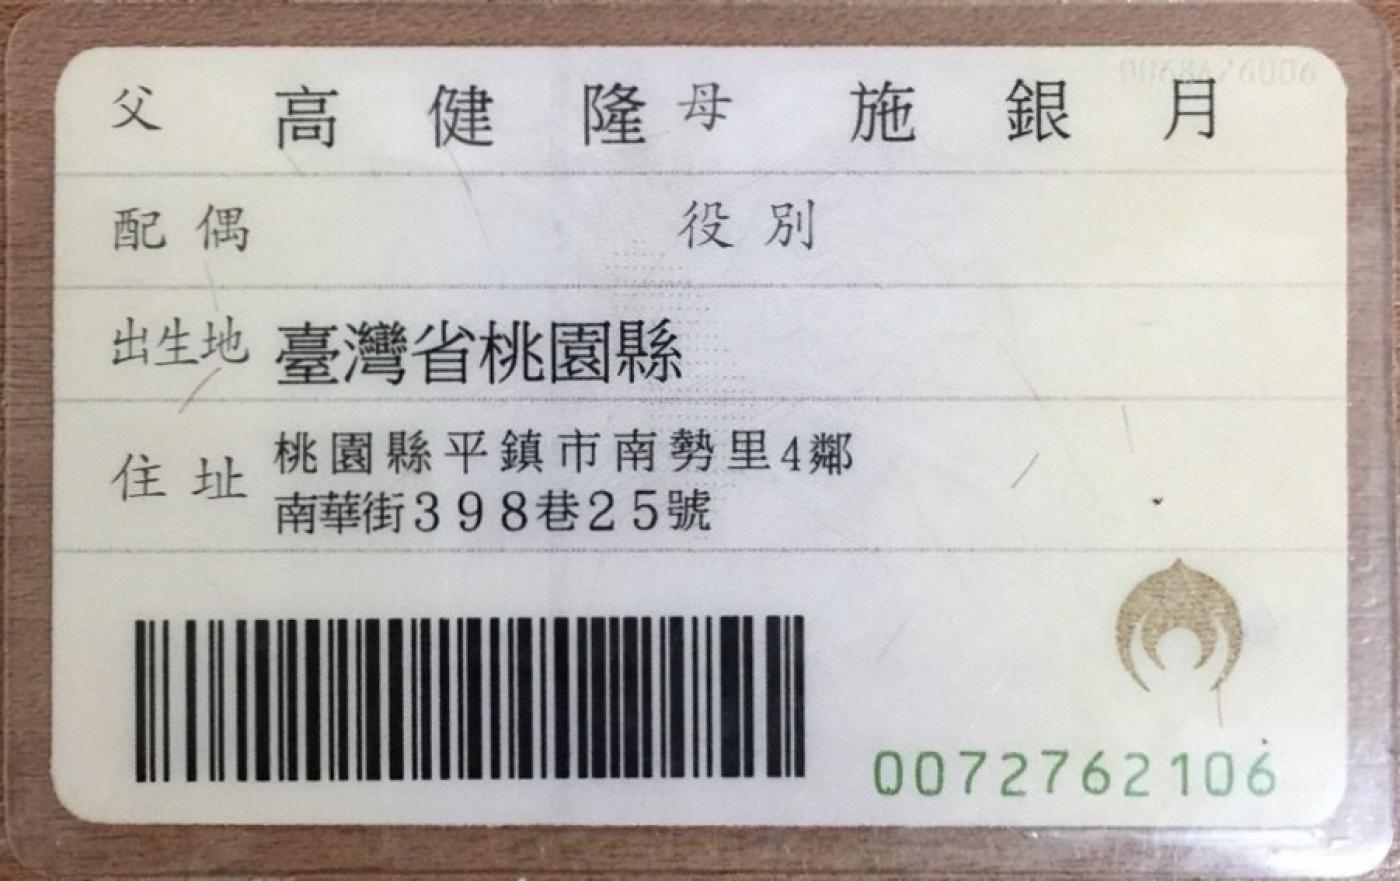 父 高健隆 母 施銀月
配偶 役別
出生地 臺灣省桃園縣
住址 桃園縣平鎮市南勢里4鄰
南華街398巷25號
0072762106